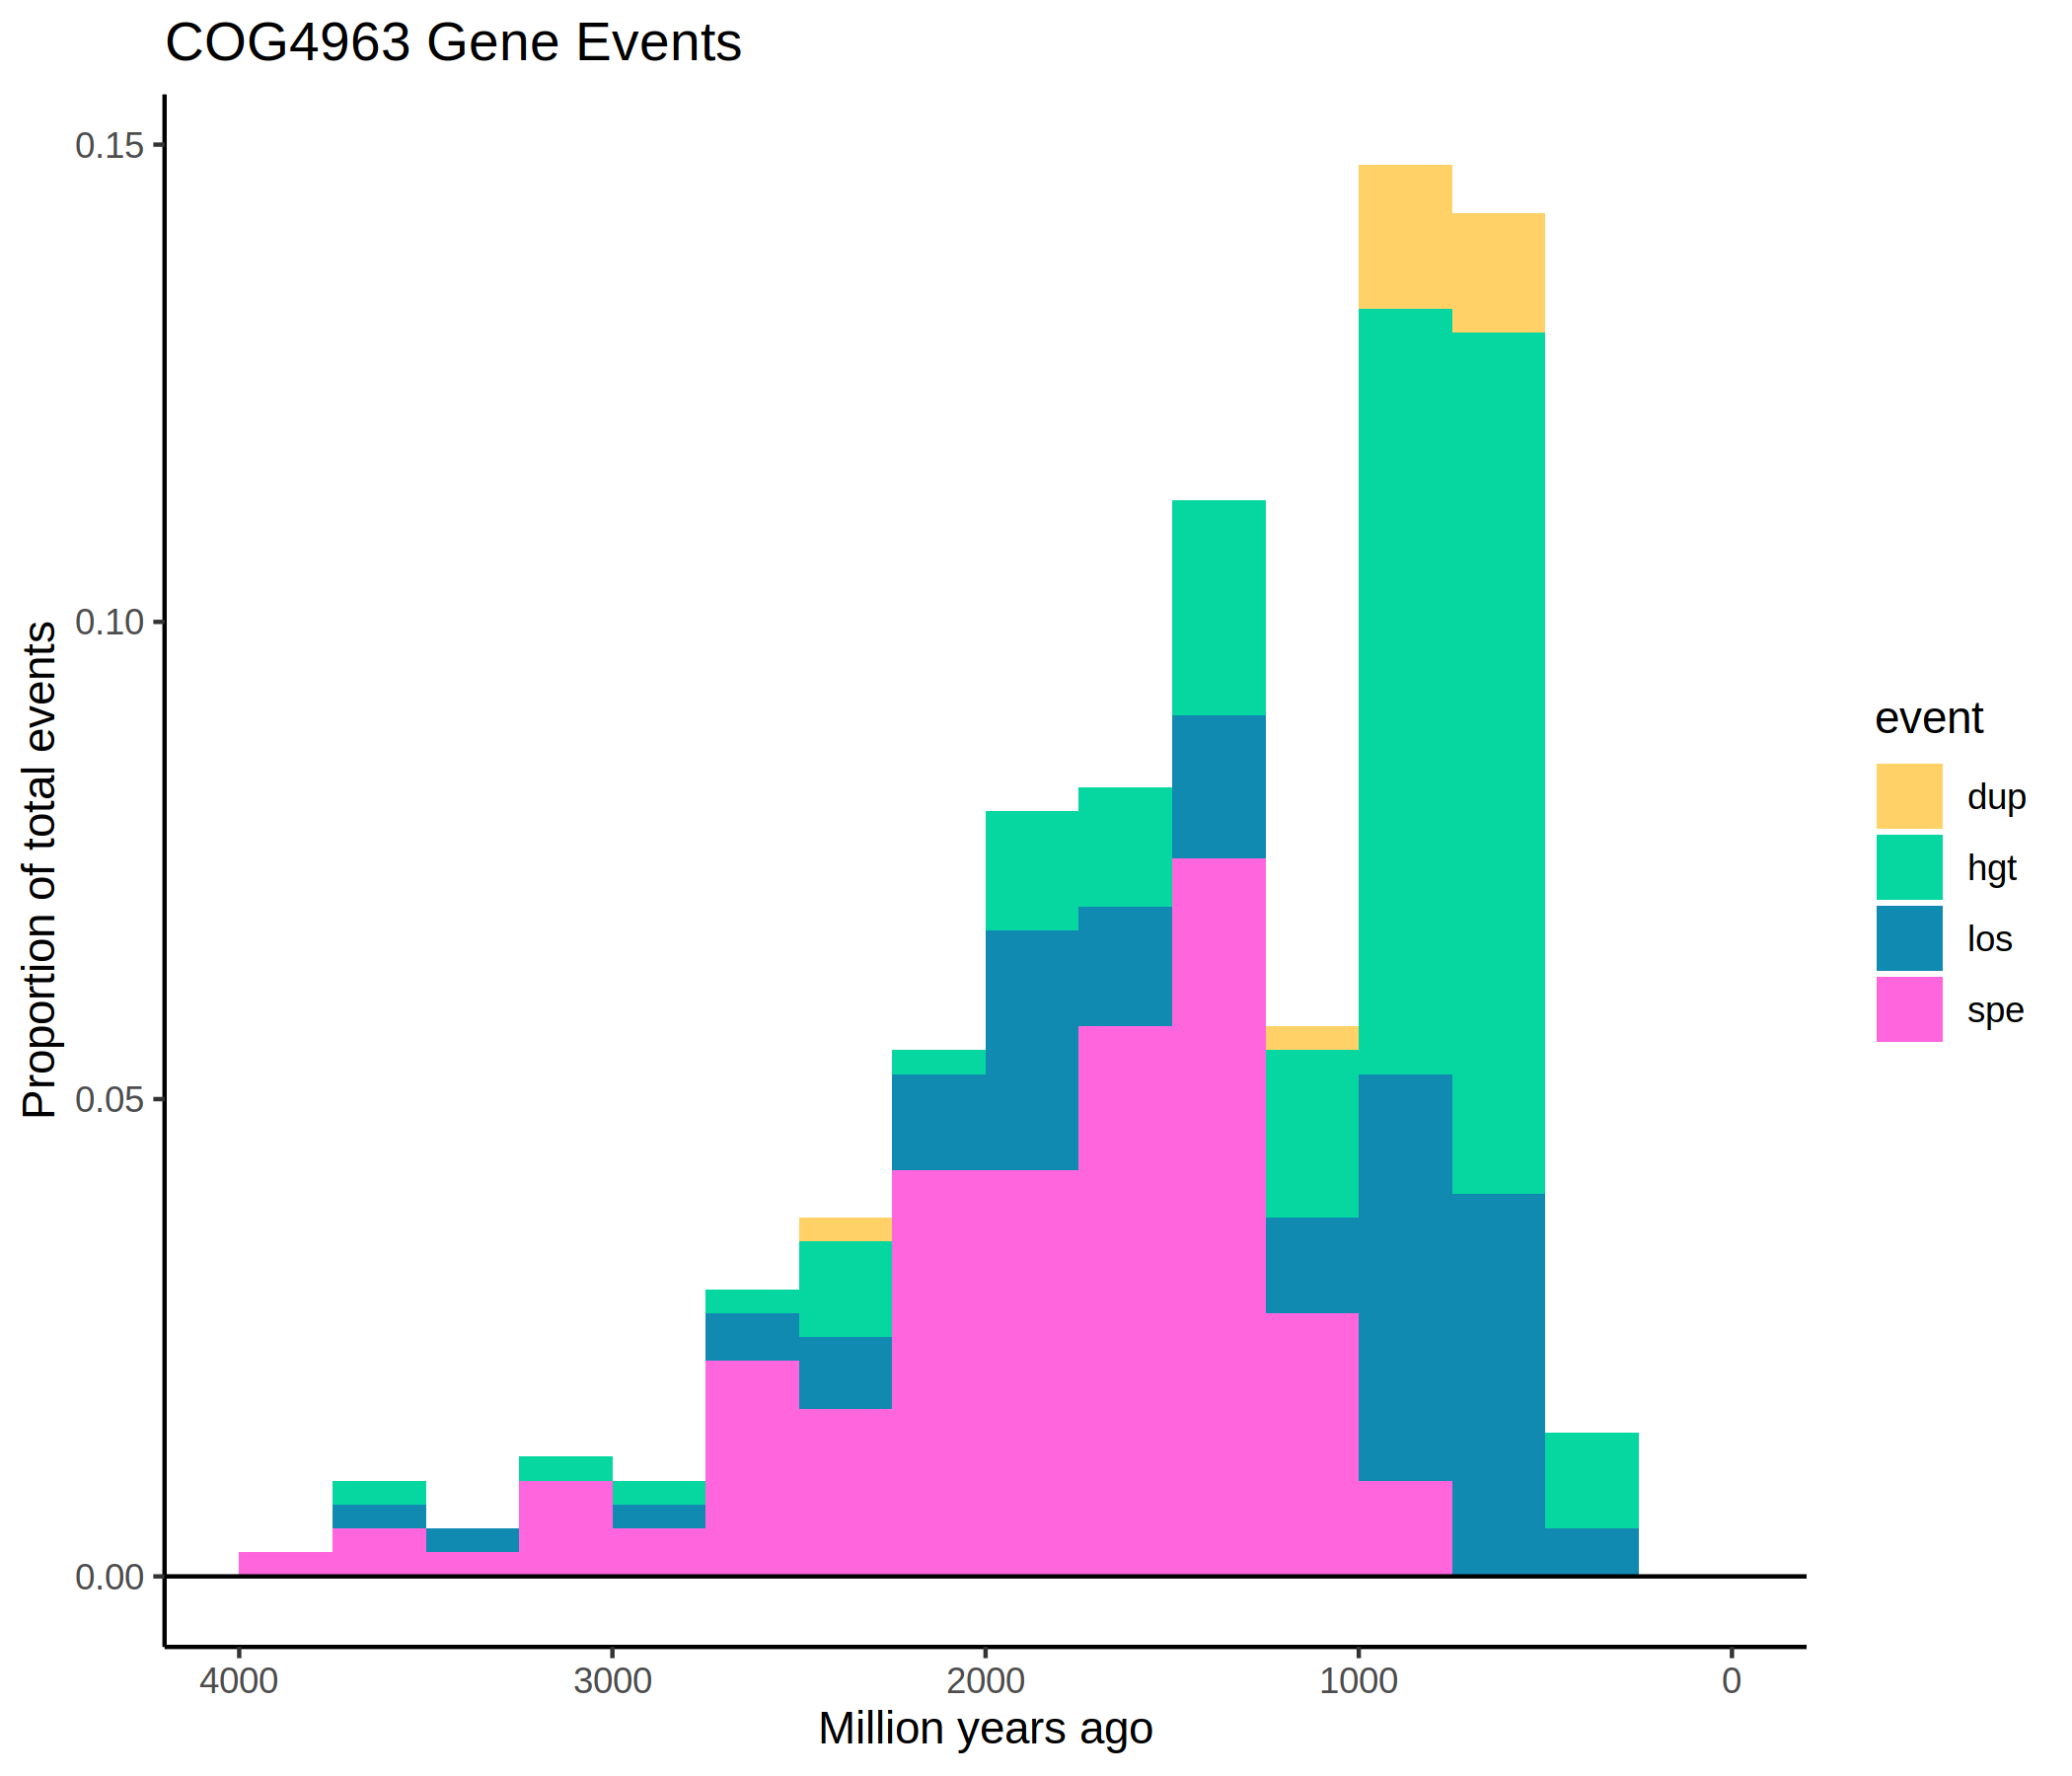 COG4963 Gene Events
0.15
0.10
0.05
0.00
Proportion of total events
4000
3000
2000
1000
0
Million years ago
event
dup
hgt
los
spe